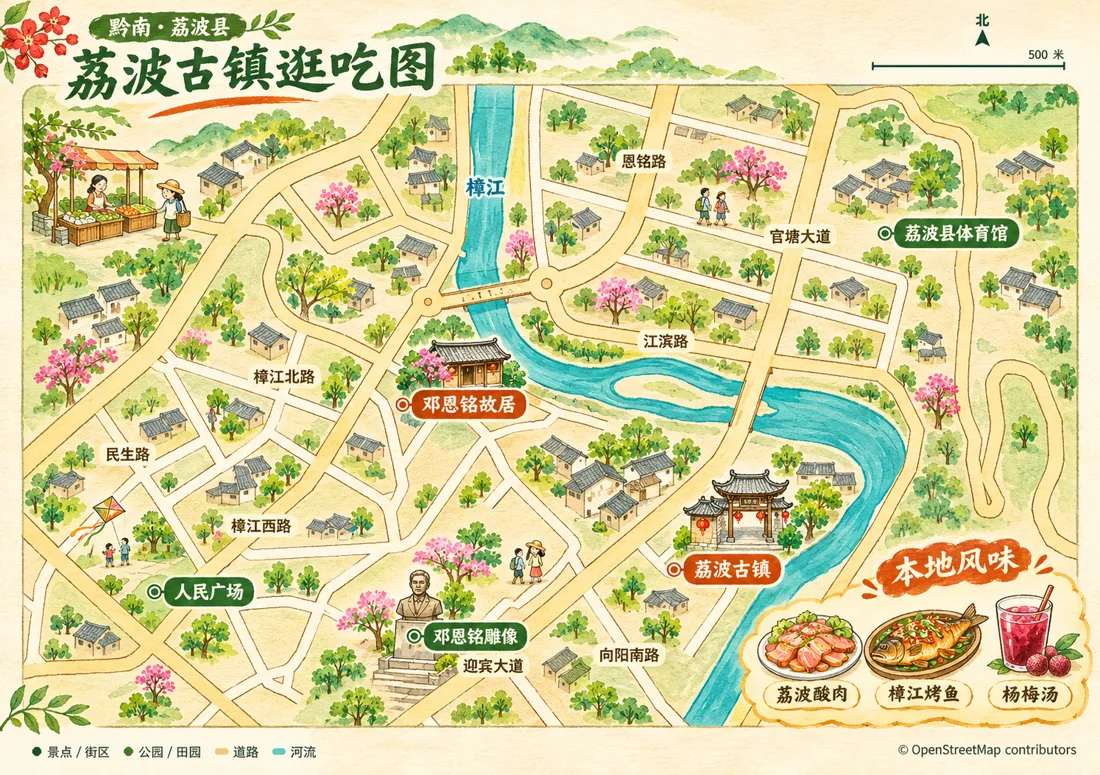 黔南·荔波县
荔波古镇逛吃图
北
500 米
恩铭路
樟江
官塘大道
荔波县体育馆
江滨路
樟江北路
邓恩铭故居
民生路
樟江西路
荔波古镇
人民广场
邓恩铭雕像
迎宾大道
向阳南路
本地风味
荔波酸肉
樟江烤鱼
杨梅汤
景点 / 街区
公园 / 田园
道路
河流
© OpenStreetMap contributors